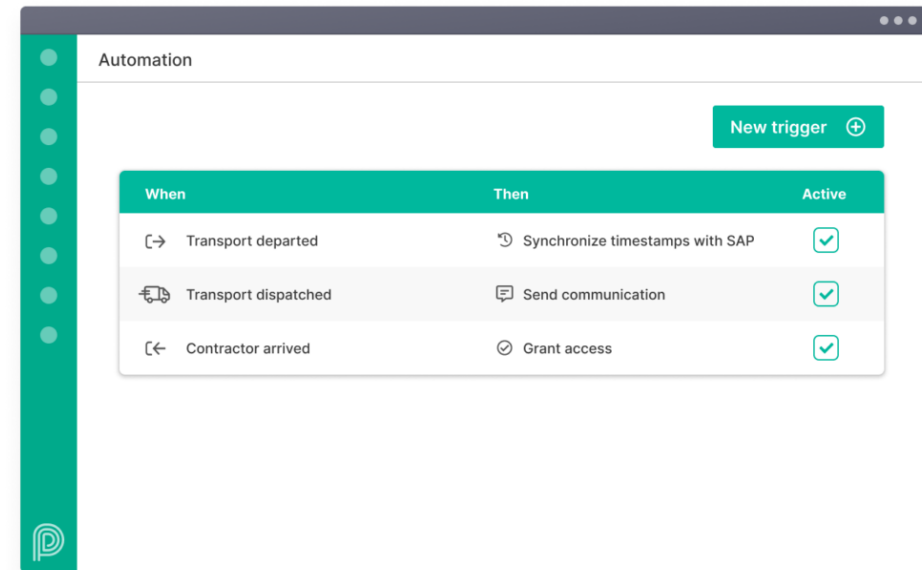 Automation
New trigger
When Then Active
Transport departed Synchronize timestamps with SAP
Transport dispatched Send communication
Contractor arrived Grant access